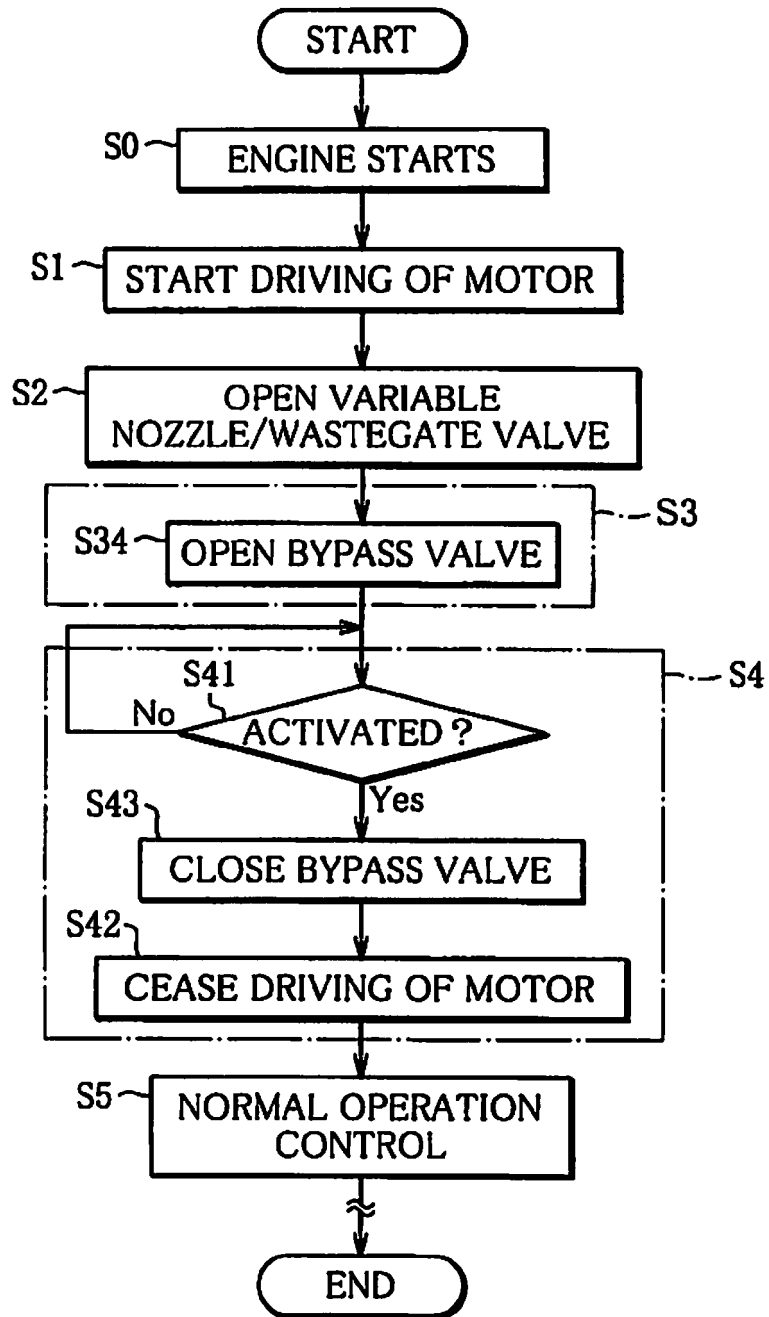 START
S0
ENGINE STARTS
S1
START DRIVING OF MOTOR
S2
OPEN VARIABLE
NOZZLE/WASTEGATE VALVE
S3
S34
OPEN BYPASS VALVE
S4
S41
No
ACTIVATED ?
Yes
S43
CLOSE BYPASS VALVE
S42
CEASE DRIVING OF MOTOR
S5
NORMAL OPERATION
CONTROL
END